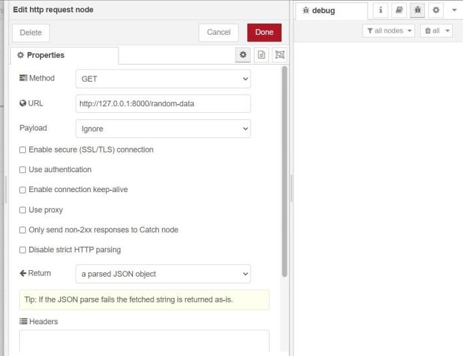 Edit http request node
debug
Delete
Cancel
Done
all nodes
all
Properties
Method
GET
URL
http://127.0.0.1:8000/random-data
Payload
Ignore
Enable secure (SSL/TLS) connection
Use authentication
Enable connection keep-alive
Use proxy
Only send non-2xx responses to Catch node
Disable strict HTTP parsing
Return
a parsed JSON object
Tip: If the JSON parse fails the fetched string is returned as-is.
Headers